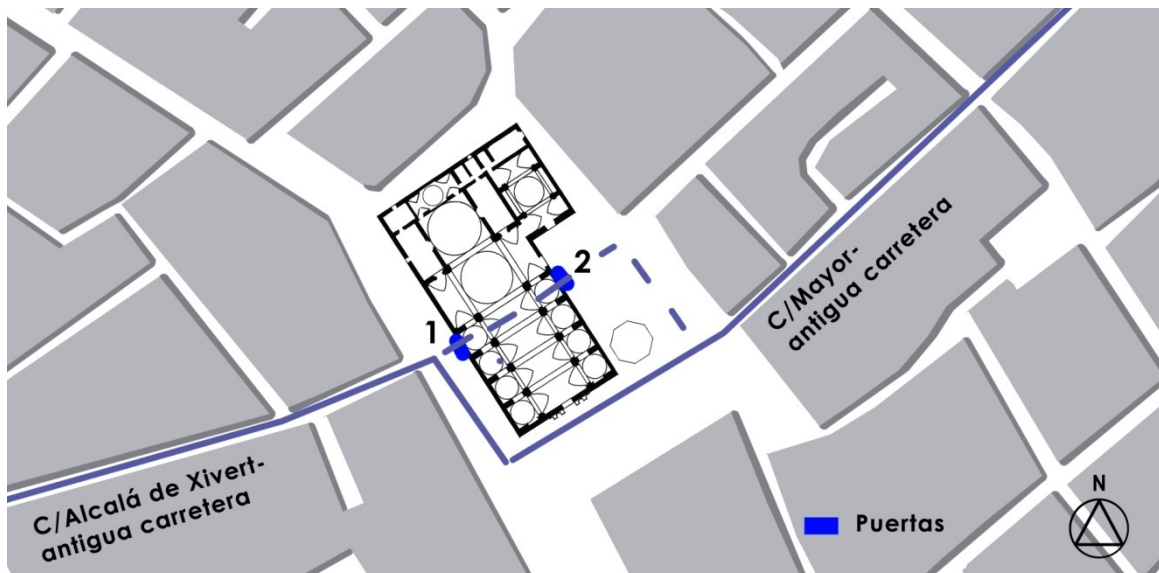 2
1
C/Mayor-
antigua carretera
C/Alcalá de Xivert-
antigua carretera
Puertas
N